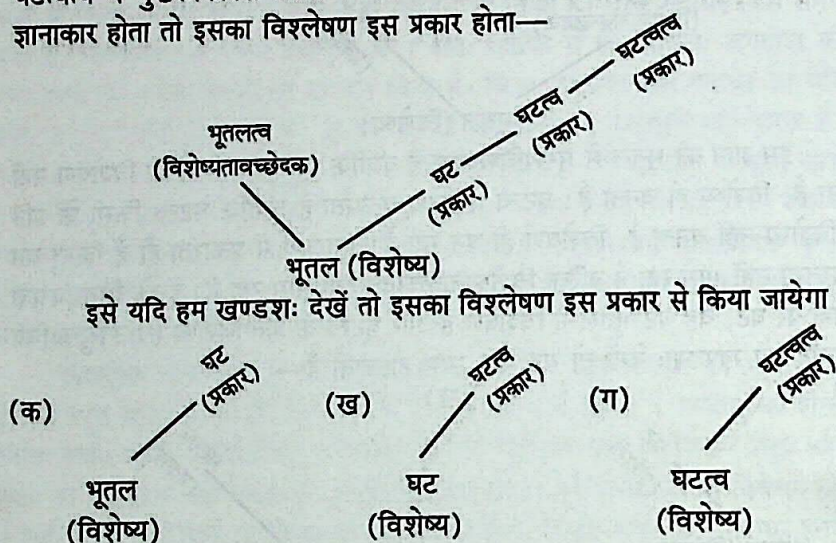 ज्ञानाकार होता तो इसका विश्लेषण इस प्रकार होता—
घटत्वत्व
(प्रकार)
घटत्व
(प्रकार)
भूतलत्व
(विशेष्यतावच्छेदक)
घट
(प्रकार)
भूतल (विशेष्य)
इसे यदि हम खण्डशः देखें तो इसका विश्लेषण इस प्रकार से किया जायेगा
(क)
घट
(प्रकार)
भूतल
(विशेष्य)
(ख)
घटत्व
(प्रकार)
घट
(विशेष्य)
(ग)
घटत्वत्व
(प्रकार)
घटत्व
(विशेष्य)